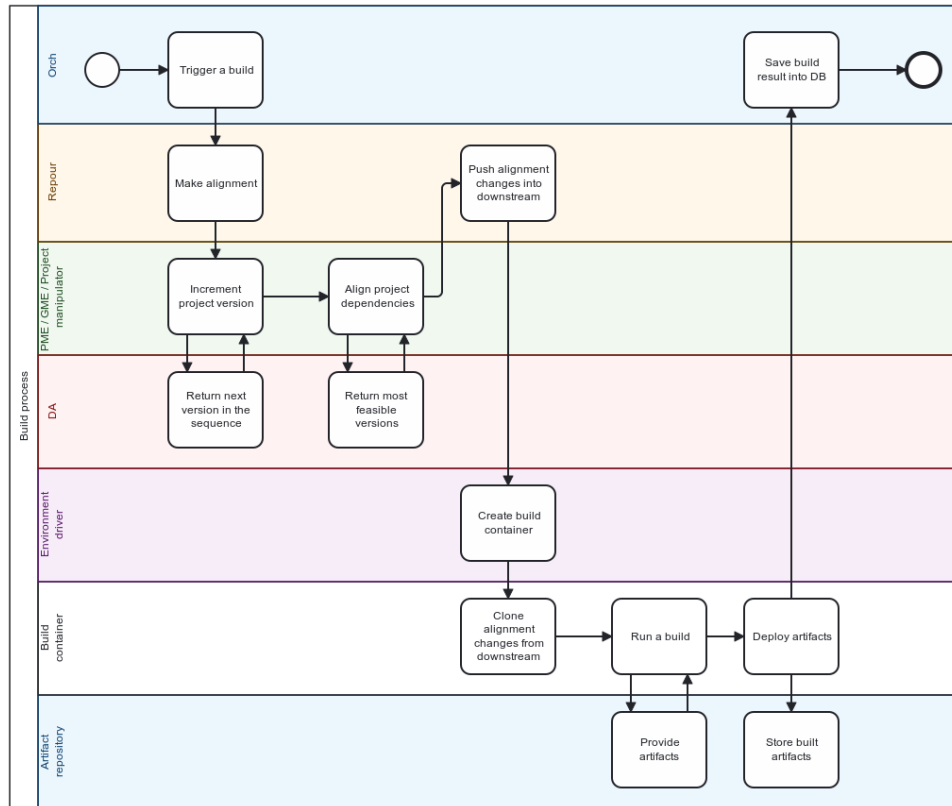 Build process
Orch
Trigger a build
Save build
result into DB
Repour
Make alignment
Push alignment
changes into
downstream
PME / GME / Project
manipulator
Increment
project version
Align project
dependencies
DA
Return next
version in the
sequence
Return most
feasible
versions
Environment
driver
Create build
container
Build
container
Clone
alignment
changes from
downstream
Run a build
Deploy artifacts
Artifact
repository
Provide
artifacts
Store built
artifacts